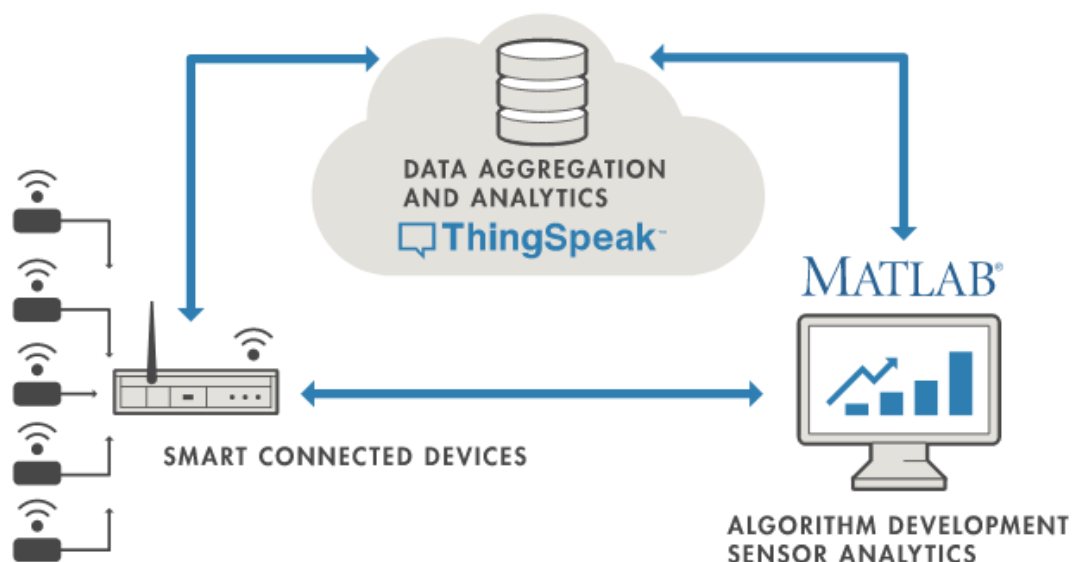 DATA AGGREGATION
AND ANALYTICS
ThingSpeak™
MATLAB®
SMART CONNECTED DEVICES
ALGORITHM DEVELOPMENT
SENSOR ANALYTICS